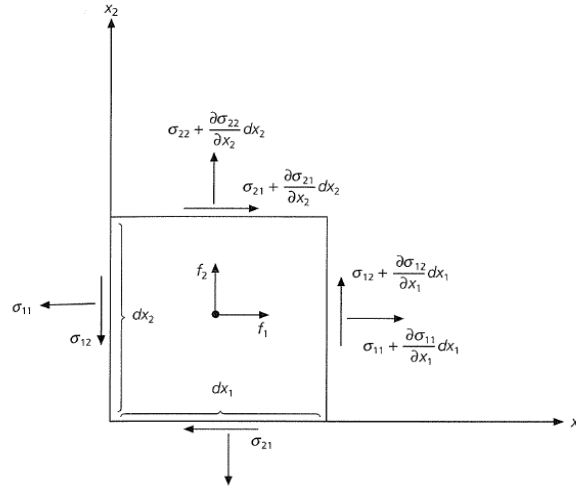 x₂
σ₂₂ + ∂σ₂₂/∂x₂ dx₂
σ₂₁ + ∂σ₂₁/∂x₂ dx₂
f₂
σ₁₂ + ∂σ₁₂/∂x₁ dx₁
σ₁₁
dx₂
f₁
σ₁₂
σ₁₁ + ∂σ₁₁/∂x₁ dx₁
dx₁
x
σ₂₁